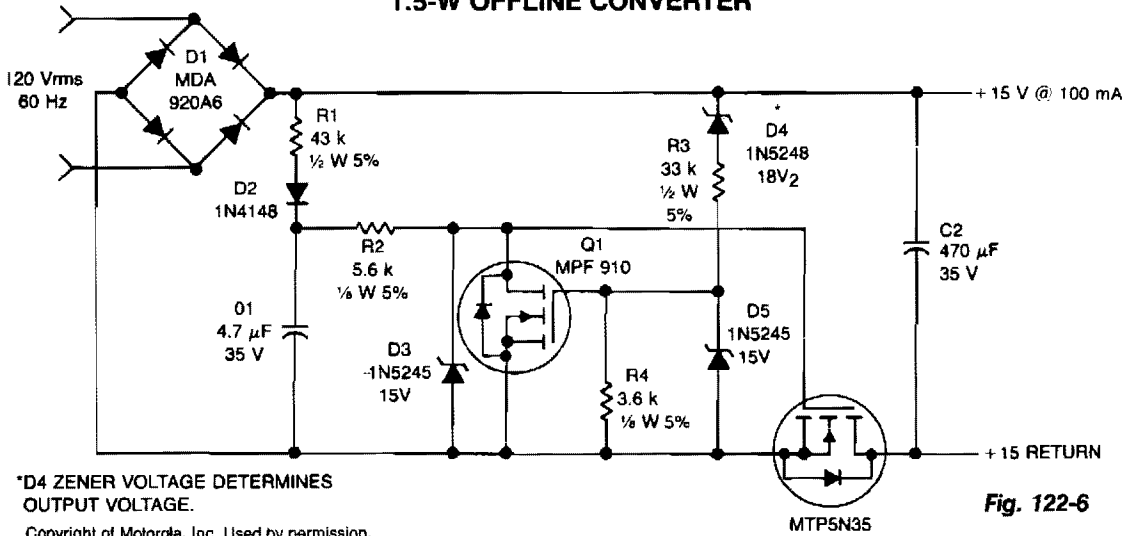 1.5-W OFFLINE CONVERTER
120 Vrms
60 Hz
D1
MDA
920A6
R1
43 k
½ W 5%
D2
1N4148
R2
5.6 k
⅛ W 5%
01
4.7 µF
35 V
D3
-1N5245
15V
Q1
MPF 910
R3
33 k
½ W
5%
*
D4
1N5248
18V2
R4
3.6 k
⅛ W 5%
D5
1N5245
15V
C2
470 µF
35 V
+ 15 V @ 100 mA
+ 15 RETURN
MTP5N35
*D4 ZENER VOLTAGE DETERMINES
OUTPUT VOLTAGE.
Copyright of Motorola, Inc. Used by permission.
Fig. 122-6